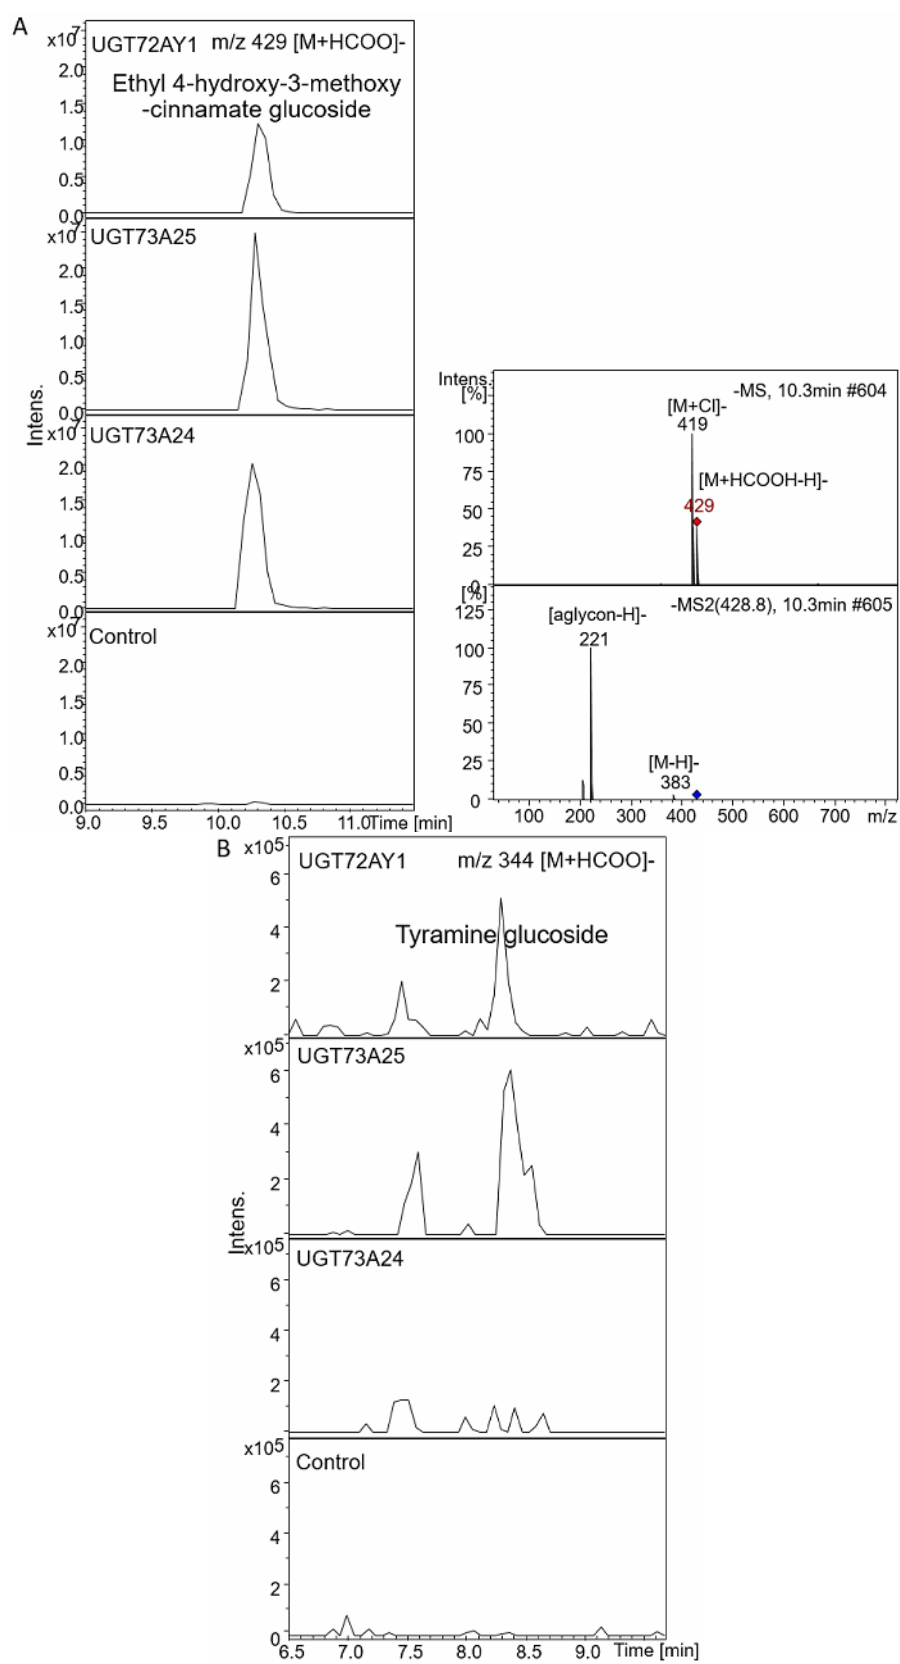 A
x10^7
UGT72AY1 m/z 429 [M+HCOO]-
Ethyl 4-hydroxy-3-methoxy
-cinnamate glucoside
2.0
1.5
1.0
0.5
0.0
x10^7
UGT73A25
2.0
1.5
1.0
0.5
0.0
x10^7
UGT73A24
2.0
1.5
1.0
0.5
0.0
x10^7
Control
2.0
1.5
1.0
0.5
0.0
Intens.
9.0 9.5 10.0 10.5 11.0 Time [min]
Intens.
[%]
-MS, 10.3min #604
[M+Cl]-
419
[M+HCOOH-H]-
429
100
75
50
25
0
[%]
-MS2(428.8), 10.3min #605
125
[aglycon-H]-
221
100
75
50
25
0
[M-H]-
383
100 200 300 400 500 600 700 m/z
B
x10^5
UGT72AY1 m/z 344 [M+HCOO]-
Tyramine glucoside
6
4
2
x10^5
UGT73A25
6
4
2
Intens.
x10^5
UGT73A24
6
4
2
x10^5
Control
6
4
2
0
6.5 7.0 7.5 8.0 8.5 9.0 Time [min]